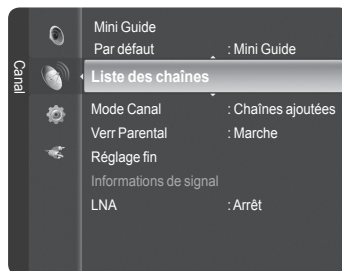 Canal
Mini Guide
Par défaut : Mini Guide
Liste des chaînes
Mode Canal : Chaînes ajoutées
Verr Parental : Marche
Réglage fin
Informations de signal
LNA : Arrêt